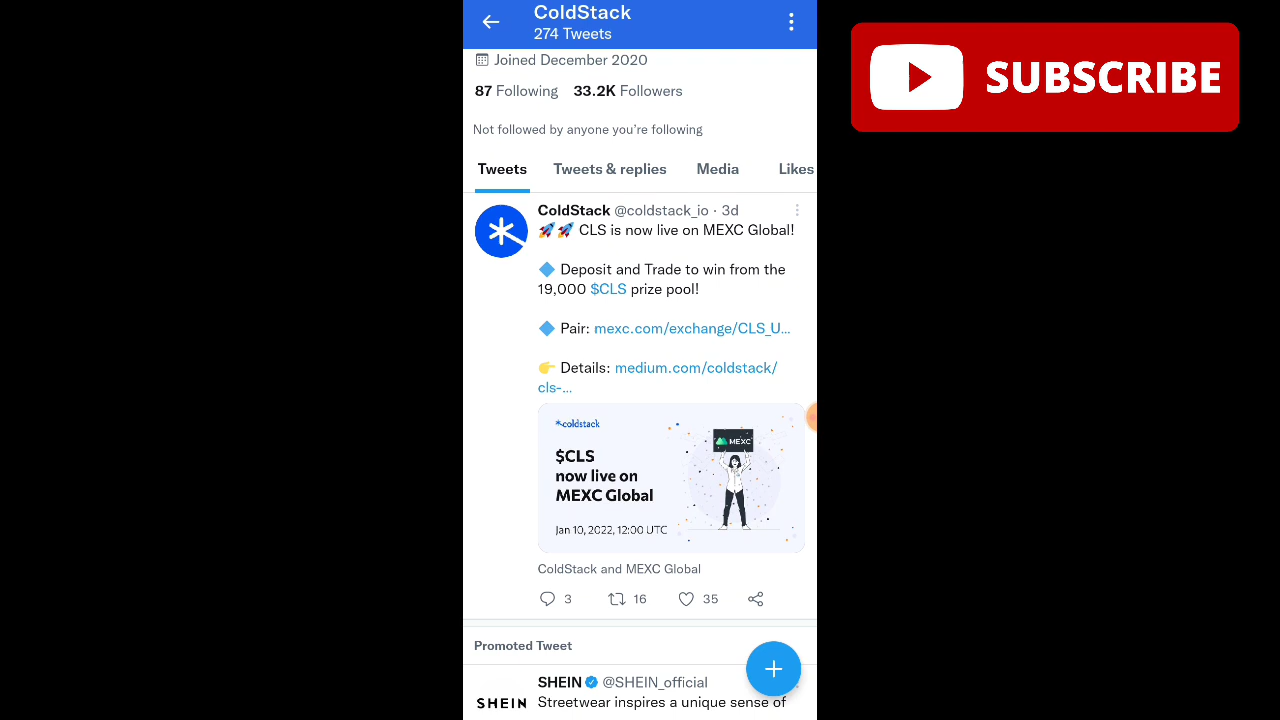 ColdStack
274 Tweets
SUBSCRIBE
Joined December 2020
87 Following 33.2K Followers
Not followed by anyone you’re following
Tweets Tweets & replies Media Likes
ColdStack @coldstack_io · 3d
🚀🚀 CLS is now live on MEXC Global!
🔷 Deposit and Trade to win from the
19,000 $CLS prize pool!
🔷 Pair: mexc.com/exchange/CLS_U...
👉 Details: medium.com/coldstack/
cls-...
*coldstack
MEXC
$CLS
now live on
MEXC Global
Jan 10, 2022, 12:00 UTC
ColdStack and MEXC Global
3 16 35
Promoted Tweet
SHEIN @SHEIN_official
SHEIN
Streetwear inspires a unique sense of